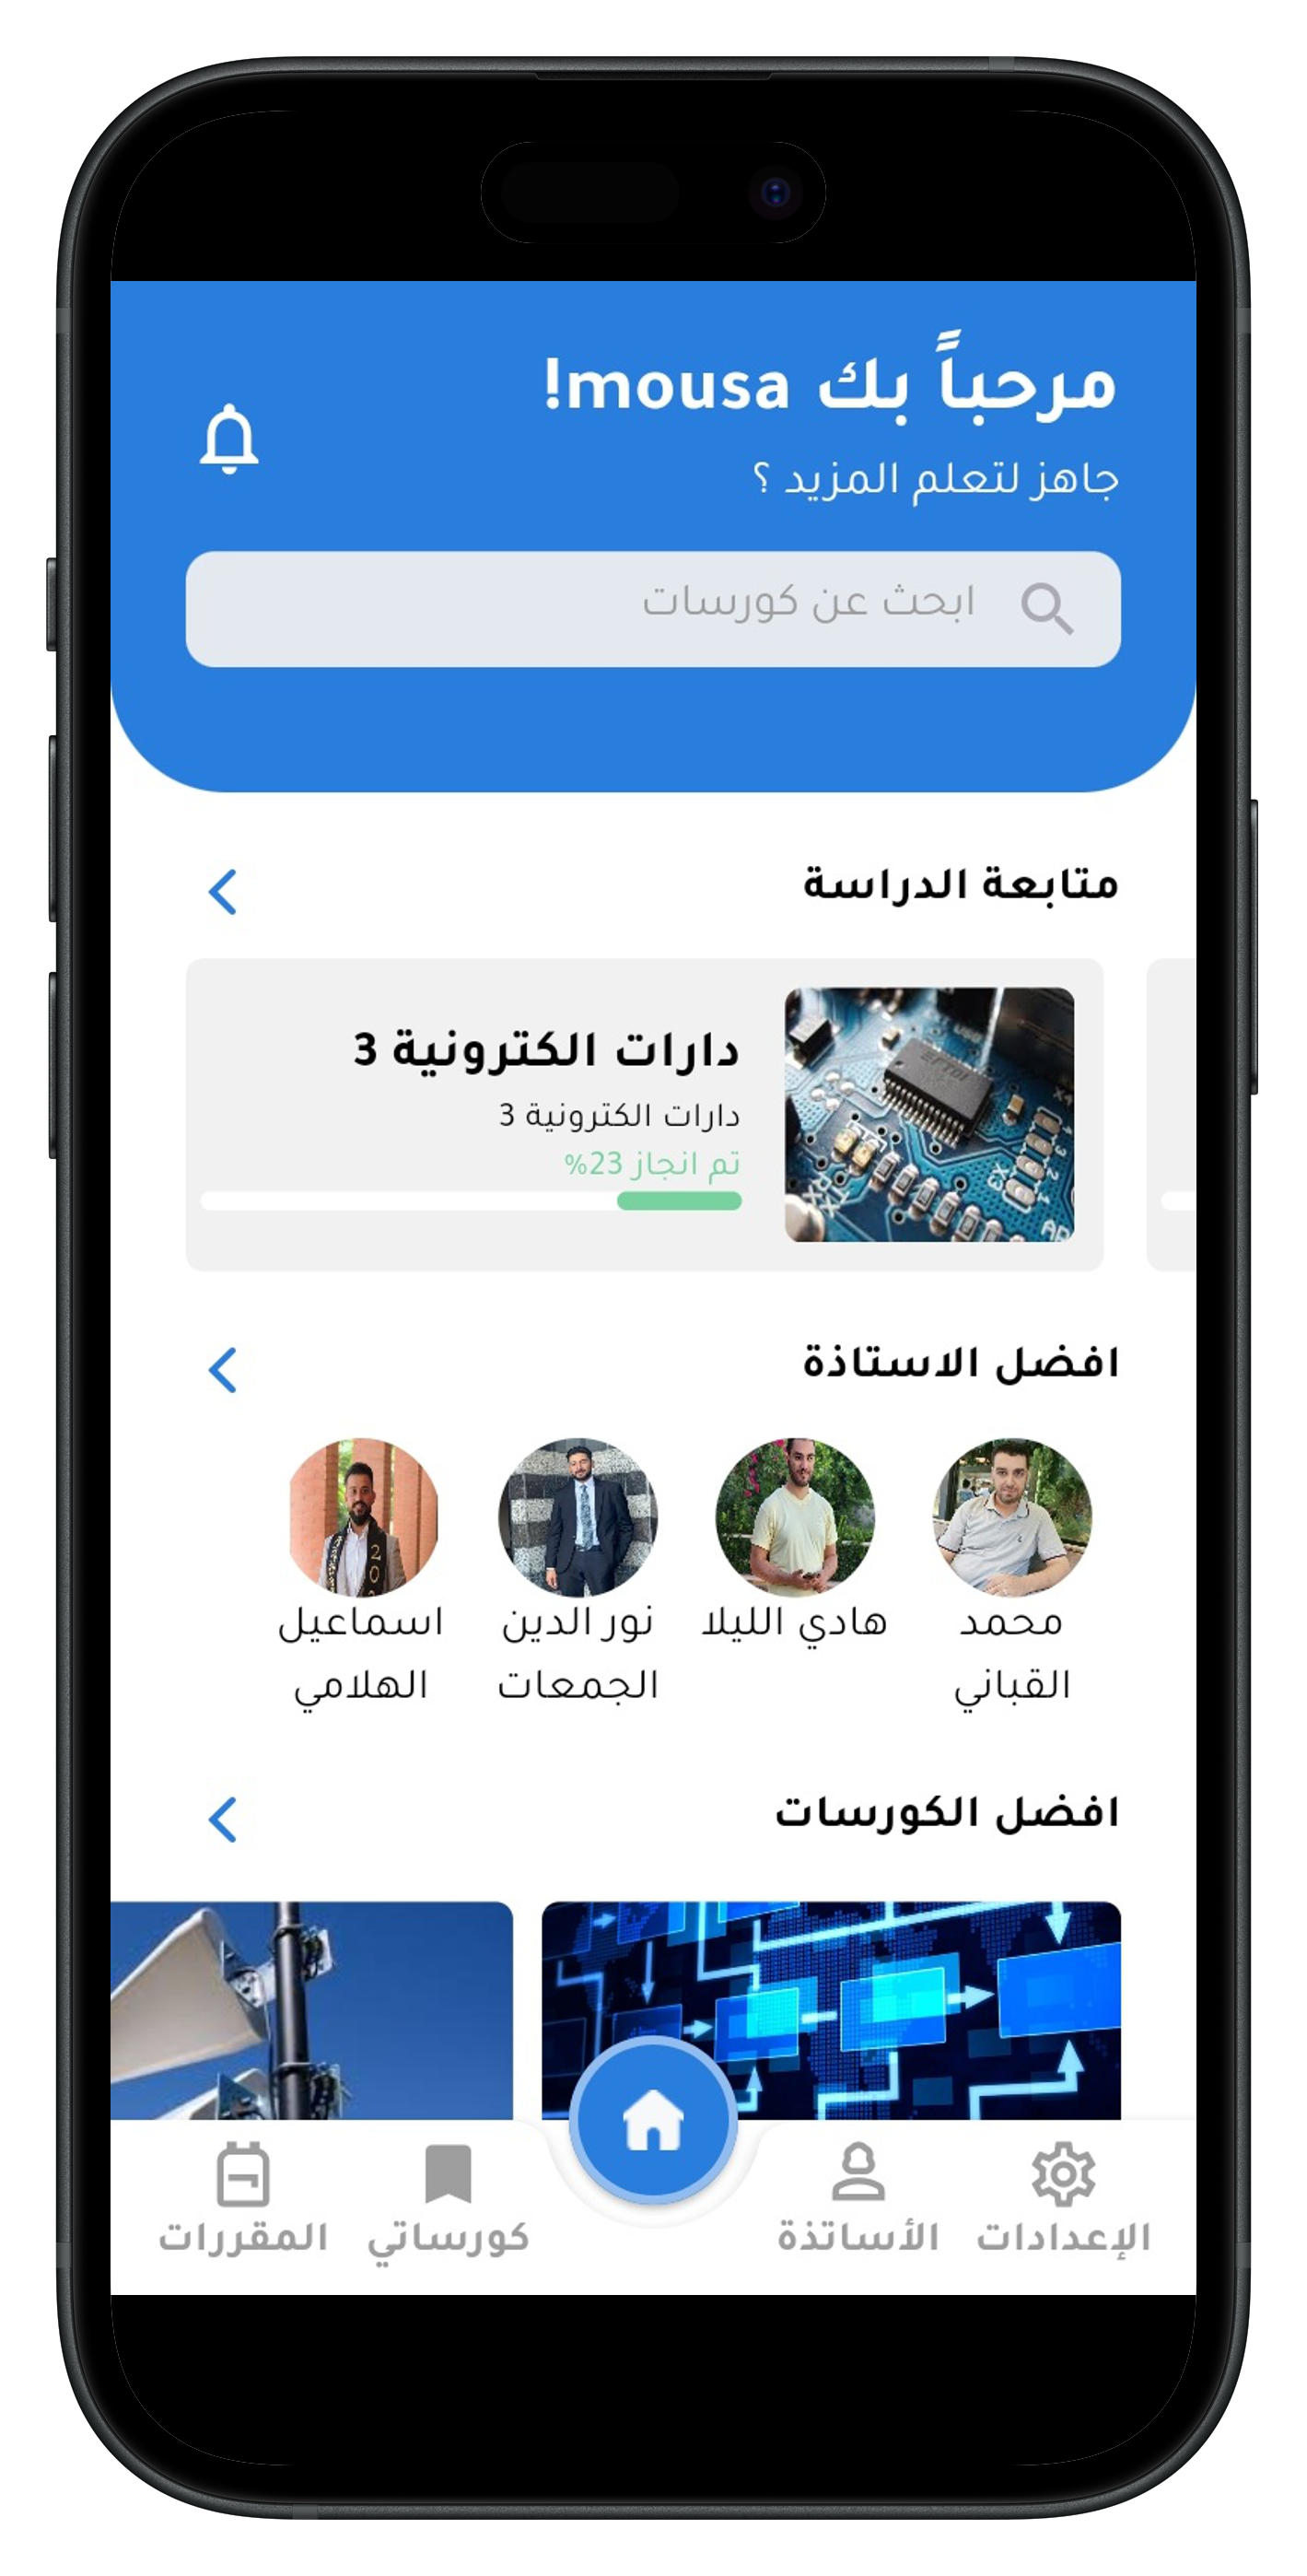 مرحباً بك mousa!
جاهز لتعلم المزيد ؟
ابحث عن كورسات
متابعة الدراسة
دارات الكترونية 3
دارات الكترونية 3
تم انجاز 23%
افضل الاستاذة
محمد القباني
هادي الليلا
نور الدين الجمعات
اسماعيل الهلامي
افضل الكورسات
الإعدادات
الأساتذة
كورساتي
المقررات